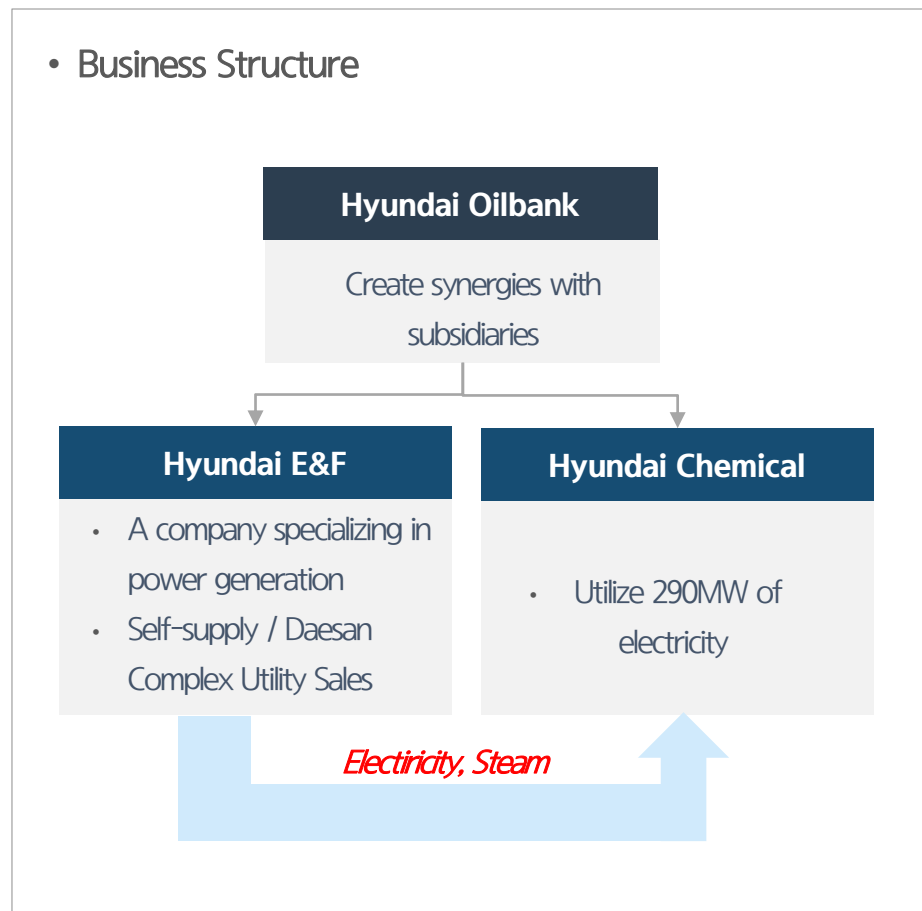 • Business Structure
Hyundai Oilbank
Create synergies with
subsidiaries
Hyundai E&F
• A company specializing in
power generation
• Self-supply / Daesan
Complex Utility Sales
Hyundai Chemical
• Utilize 290MW of
electricity
Electiricity, Steam